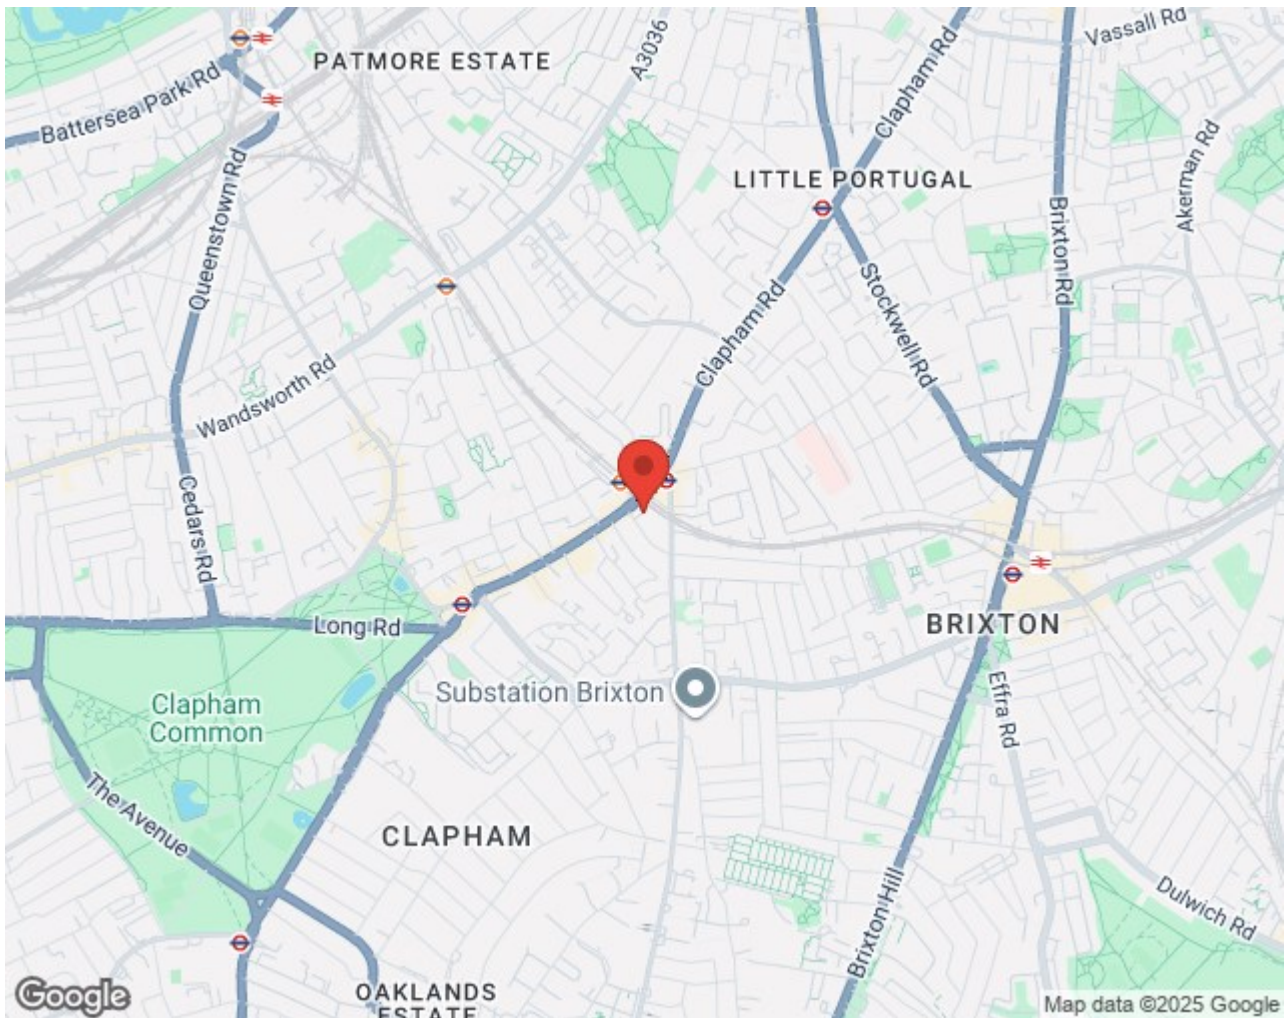 Vassall Rd
Clapham Rd
A3036
PATMORE ESTATE
Battersea Park Rd
Akerman Rd
LITTLE PORTUGAL
Queenstown Rd
Brixton Rd
Stockwell Rd
Clapham Rd
Wandsworth Rd
Cedars Rd
Long Rd
BRIXTON
Substation Brixton
Effra Rd
Clapham
Common
The Avenue
CLAPHAM
Brixton Hill
Dulwich Rd
OAKLANDS
ESTATE
Google
Map data ©2025 Google